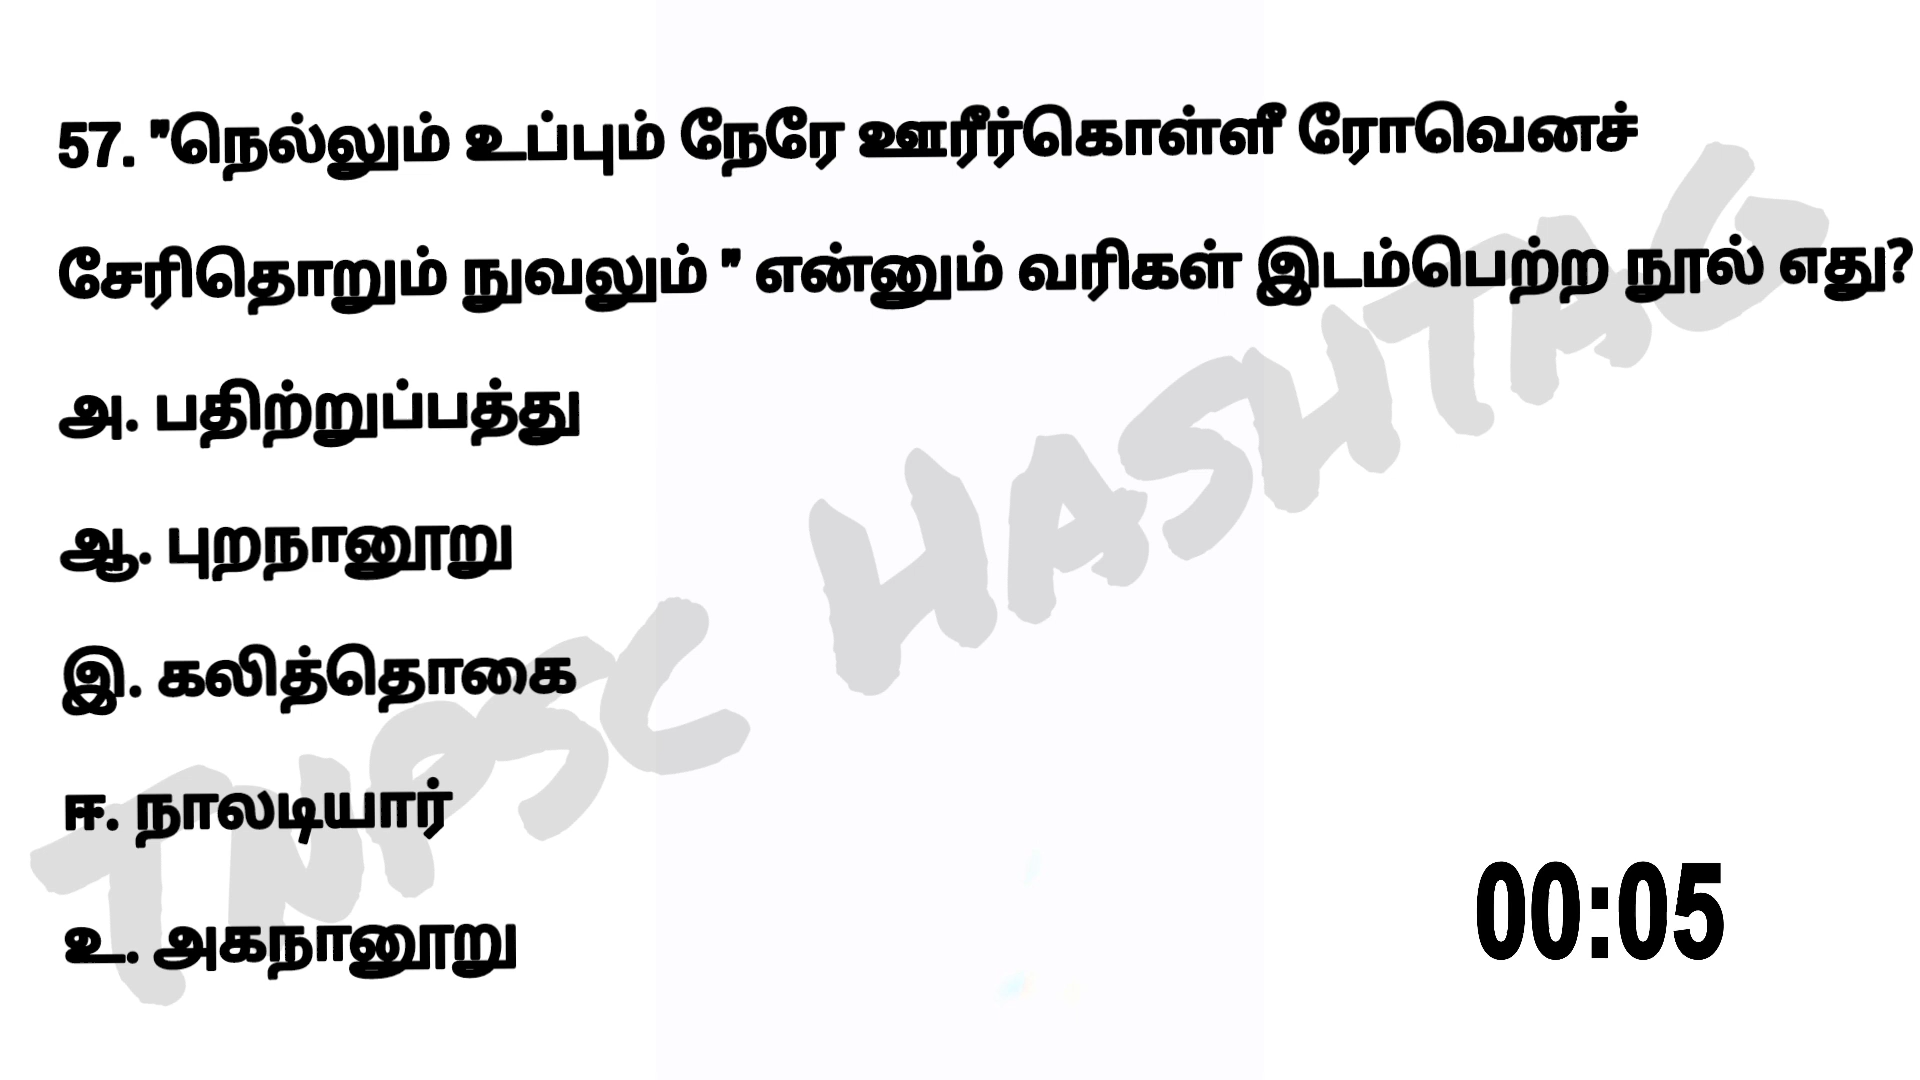 57. "நெல்லும் உப்பும் நேரே ஊரீர்கொள்ளீ ரோவெனச்
சேரிதொறும் நுவலும் " என்னும் வரிகள் இடம்பெற்ற நூல் எது?
அ. பதிற்றுப்பத்து
ஆ. புறநானூறு
இ. கலித்தொகை
ஈ. நாலடியார்
உ. அகநானூறு
00:05
TNPSC HASHTAG